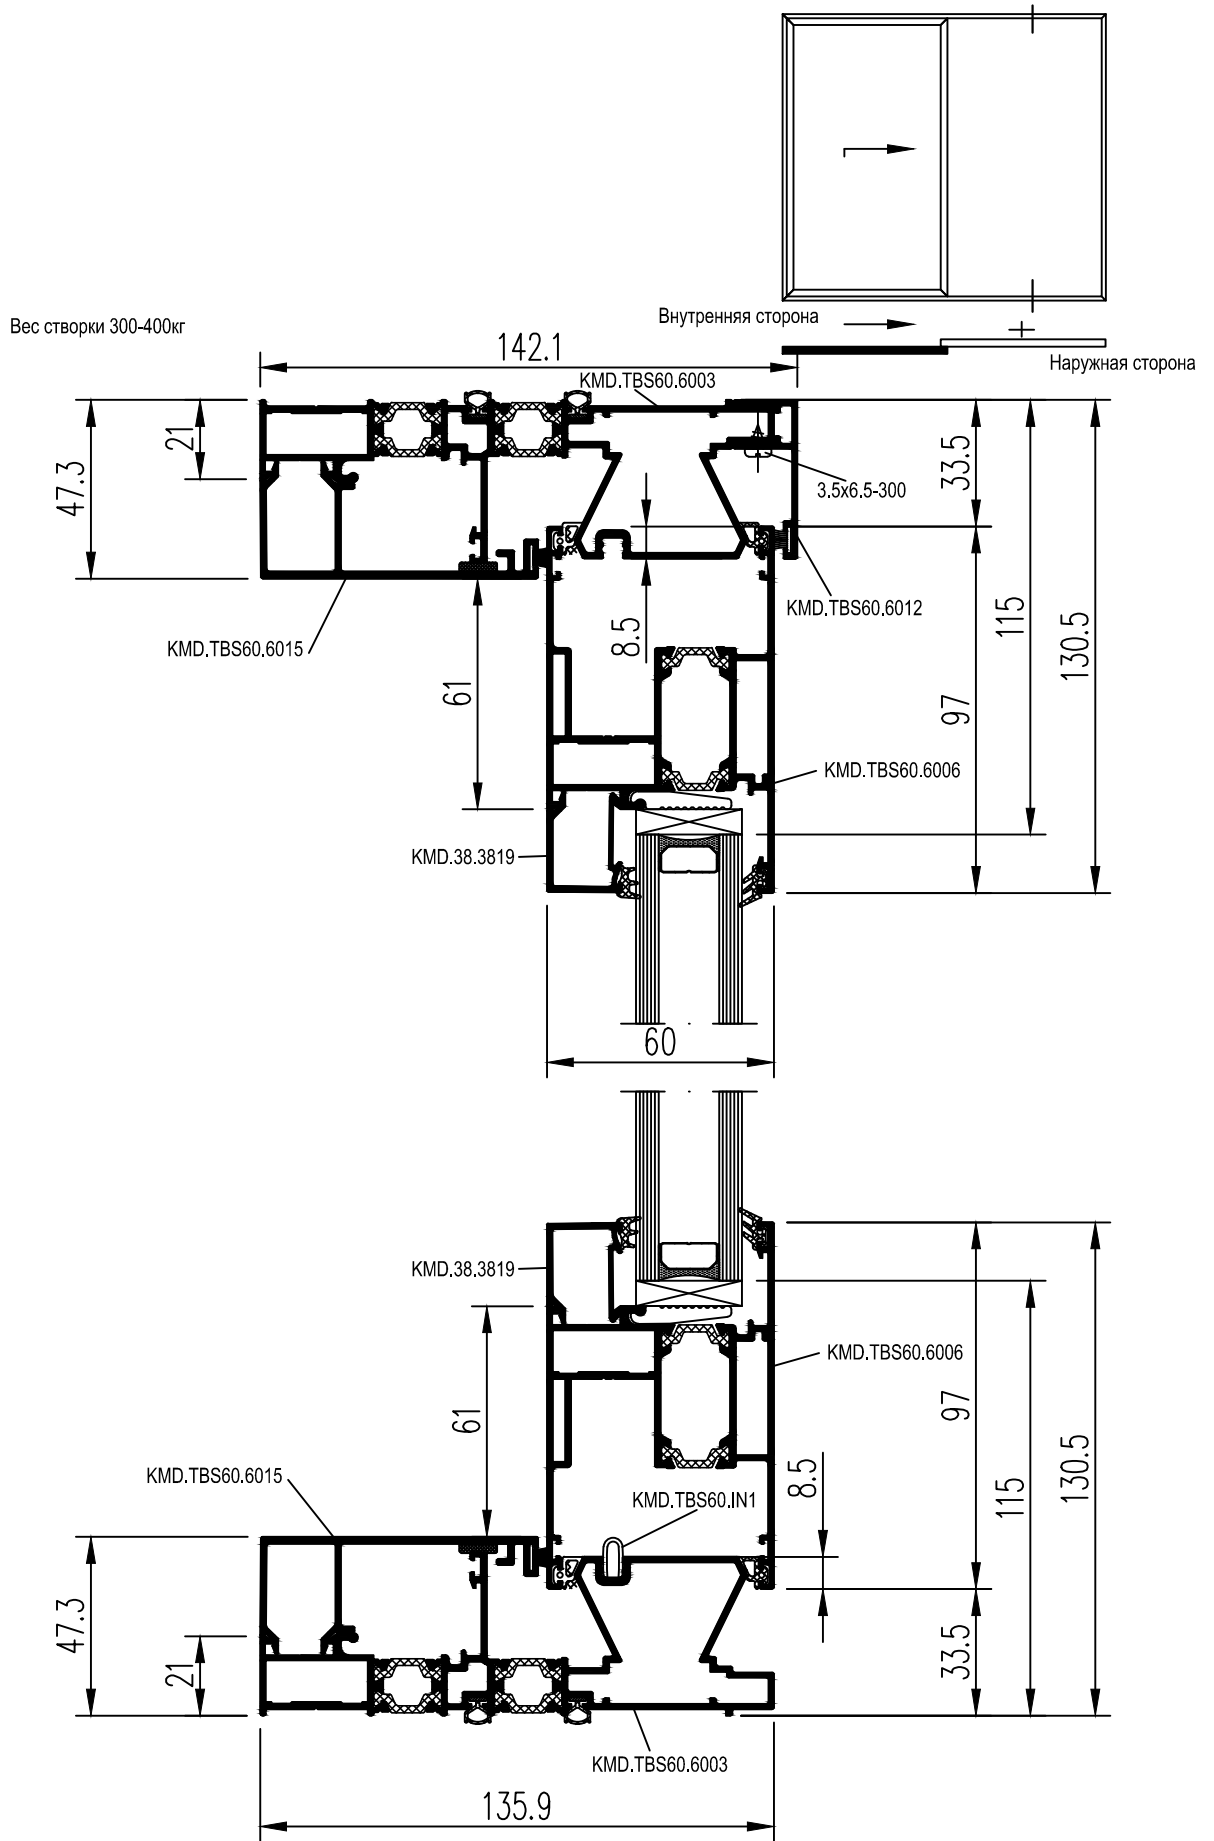 Вес створки 300-400кг
Внутренняя сторона
Наружная сторона
142.1
KMD.TBS60.6003
47.3
21
33.5
3.5x6.5-300
KMD.TBS60.6012
KMD.TBS60.6015
8.5
115
130.5
61
97
KMD.TBS60.6006
KMD.38.3819
60
KMD.38.3819
KMD.TBS60.6006
61
97
KMD.TBS60.6015
KMD.TBS60.IN1
8.5
115
130.5
47.3
21
33.5
KMD.TBS60.6003
135.9